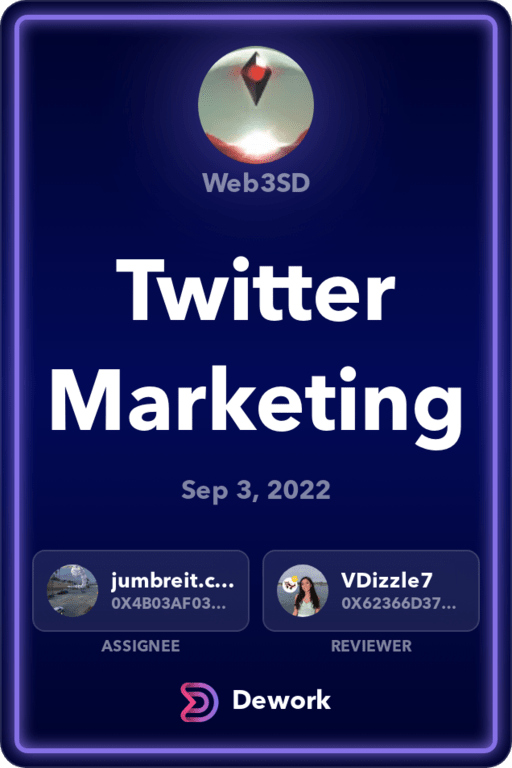 Web3SD
Twitter
Marketing
Sep 3, 2022
jumbreit.c...
0X4B03AF03...
ASSIGNEE
VDizzle7
0X62366D37...
REVIEWER
Dework